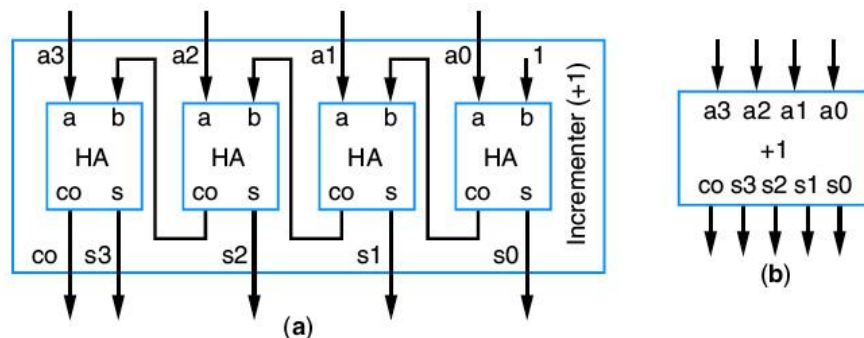 a3 a2 a1 a0 1
a b a b a b a b
HA HA HA HA
co s co s co s co s
co s3 s2 s1 s0
Incrementer (+1)
(a)
a3 a2 a1 a0
+1
co s3 s2 s1 s0
(b)